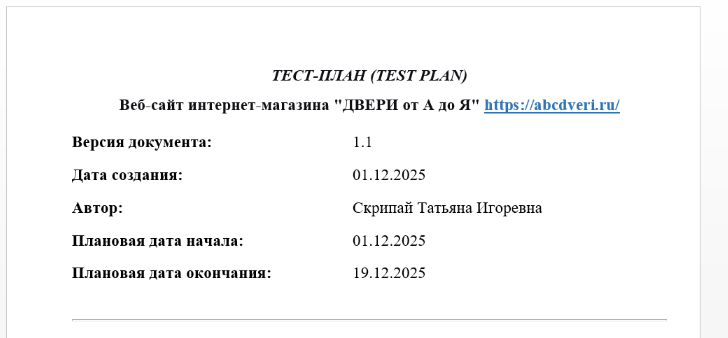 ТЕСТ-ПЛАН (TEST PLAN)
Веб-сайт интернет-магазина "ДВЕРИ от А до Я" https://abcdveri.ru/
Версия документа: 1.1
Дата создания: 01.12.2025
Автор: Скрипай Татьяна Игоревна
Плановая дата начала: 01.12.2025
Плановая дата окончания: 19.12.2025